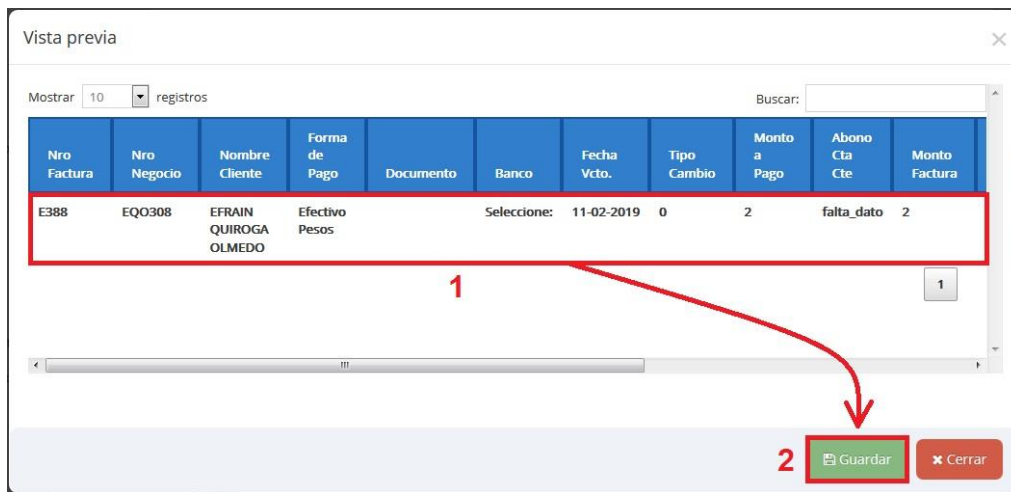 Vista previa
Mostrar 10 registros
Buscar:
Nro Factura
Nro Negocio
Nombre Cliente
Forma de Pago
Documento
Banco
Fecha Vcto.
Tipo Cambio
Monto a Pago
Abono Cta Cte
Monto Factura
E388
EQO308
EFRAIN QUIROGA OLMEDO
Efectivo Pesos
Seleccione:
11-02-2019
0
2
falta_dato
2
1
1
2
Guardar
Cerrar